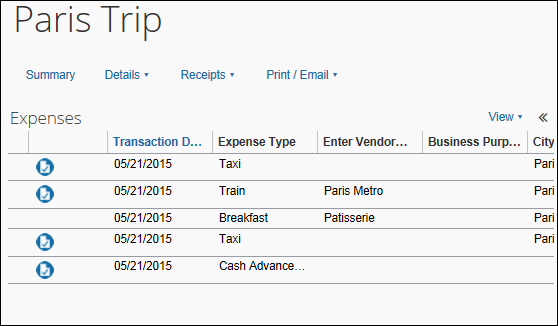 Paris Trip
Summary Details Receipts Print / Email
Expenses View
Transaction D... Expense Type Enter Vendor... Business Purp... City
05/21/2015 Taxi Pari
05/21/2015 Train Paris Metro Pari
05/21/2015 Breakfast Patisserie Pari
05/21/2015 Taxi Pari
05/21/2015 Cash Advance...